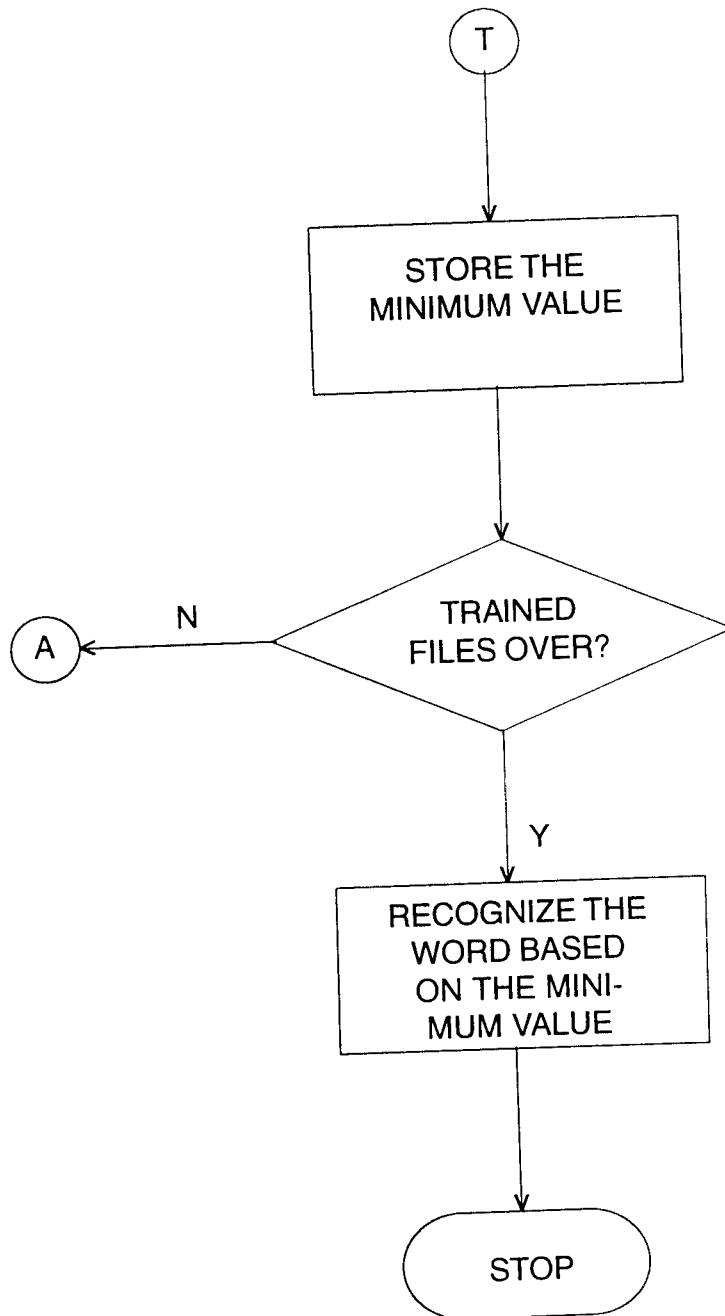 T
STORE THE
MINIMUM VALUE
TRAINED
FILES OVER?
N
A
Y
RECOGNIZE THE
WORD BASED
ON THE MINI-
MUM VALUE
STOP